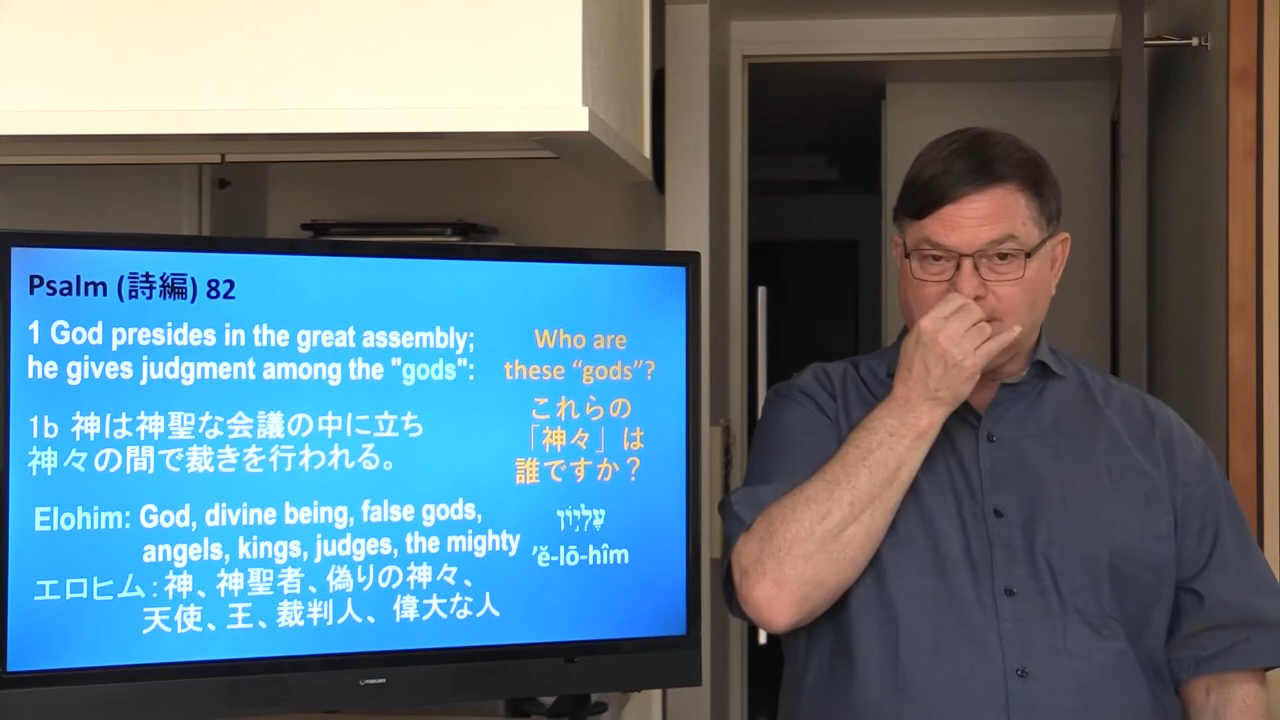 Psalm (詩編) 82
1 God presides in the great assembly;
he gives judgment among the "gods":
1b 神は神聖な会議の中に立ち
神々の間で裁きを行われる。
Who are
these “gods”?
これらの
「神々」は
誰ですか？
Elohim: God, divine being, false gods,
angels, kings, judges, the mighty
エロヒム：神、神聖者、偽りの神々、
天使、王、裁判人、偉大な人
עֶלְיוֹן
’ĕ-lō-hîm